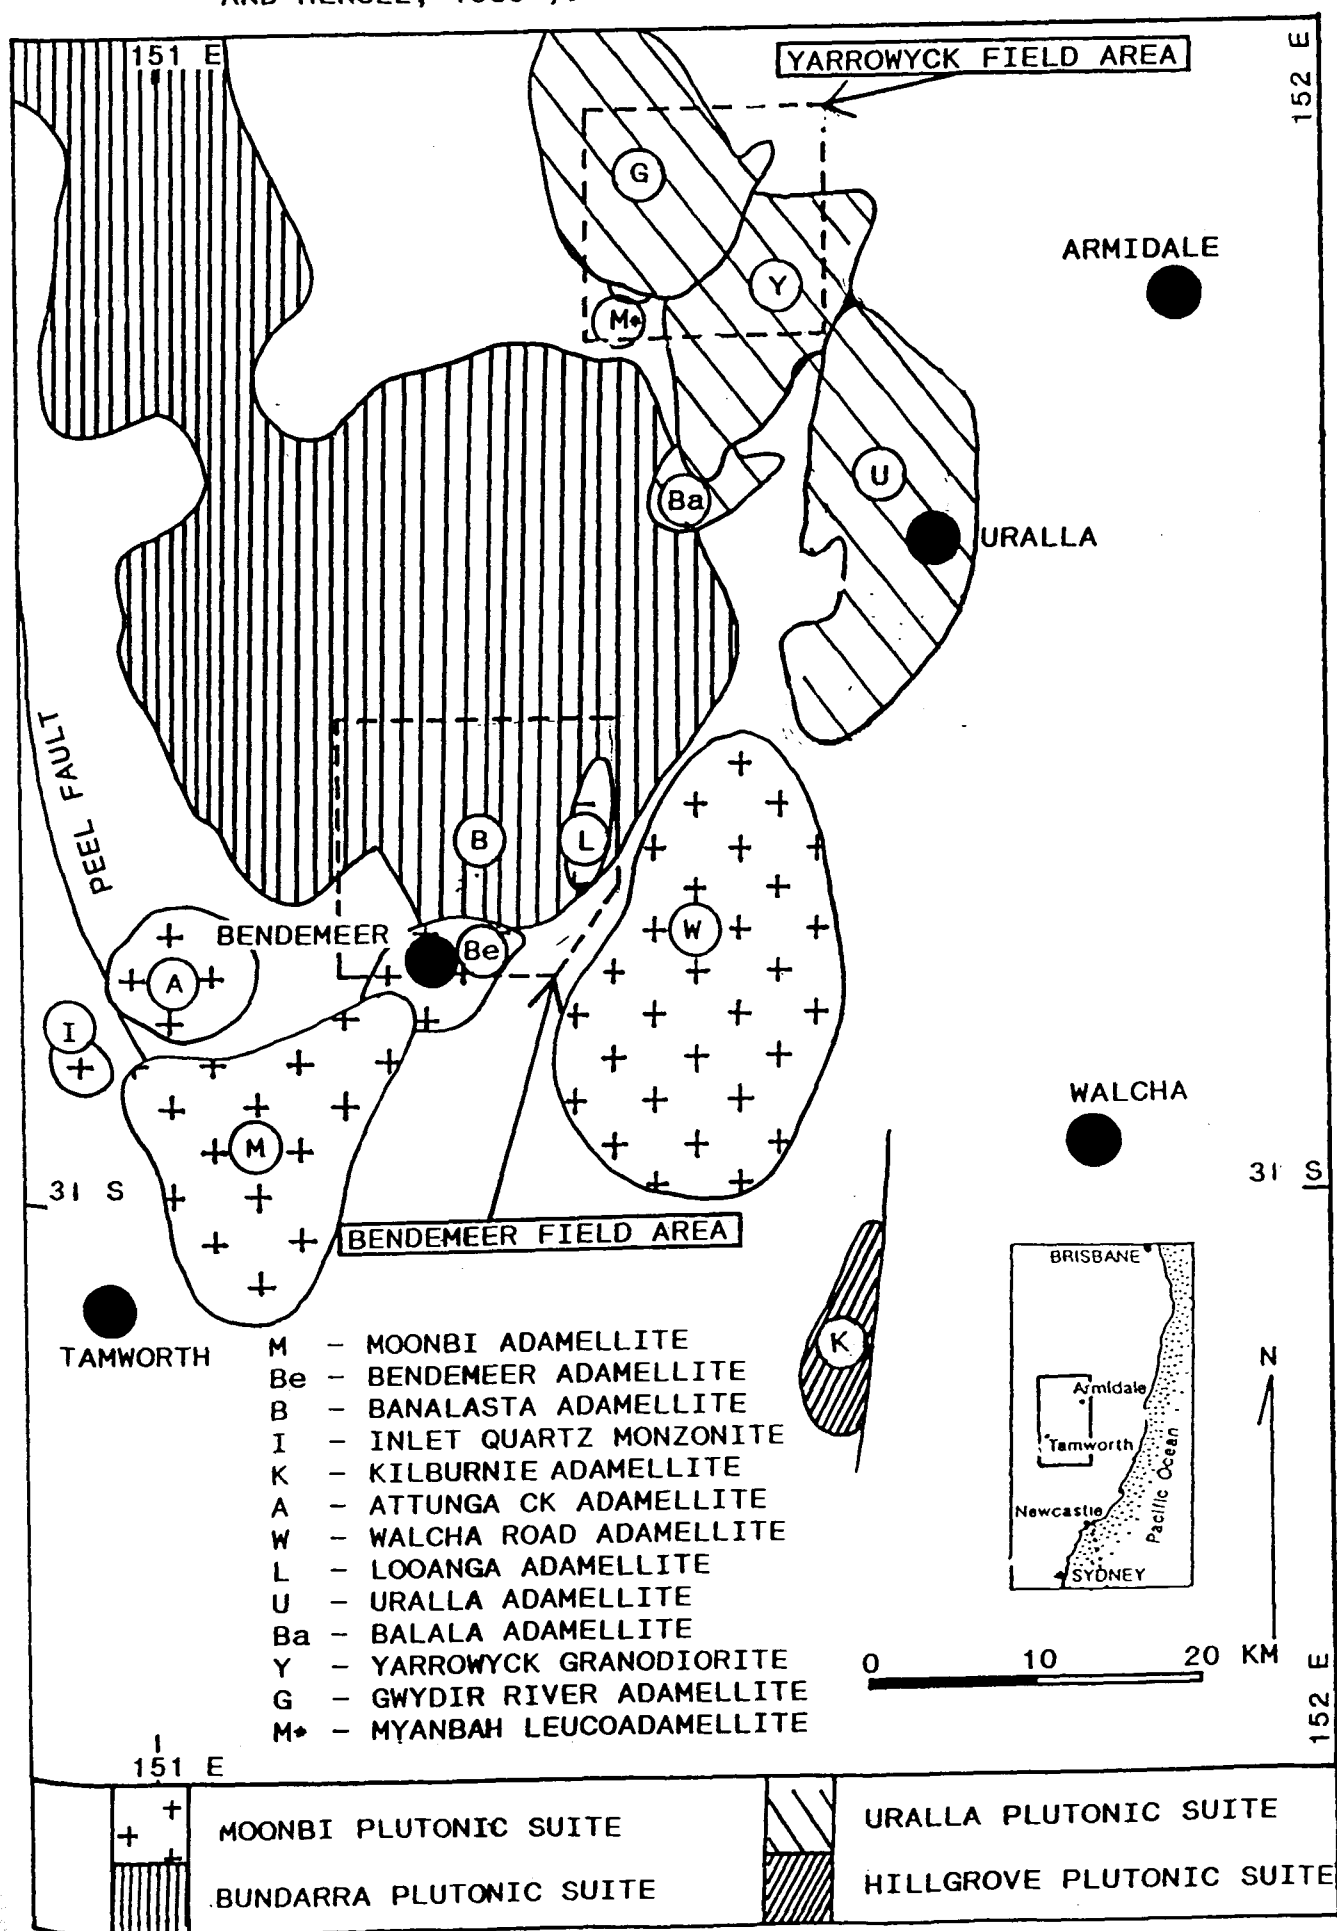 151 E
YARROWYCK FIELD AREA
152 E
G
ARMIDALE
Y
M*
U
Ba
URALLA
PEEL FAULT
B
L
W
BENDEMEER
Be
A
I
WALCHA
M
31 S
31 S
BENDEMEER FIELD AREA
BRISBANE
TAMWORTH
K
N
Armidale
Tamworth
Pacific Ocean
Newcastle
SYDNEY
M - MOONBI ADAMELLITE
Be - BENDEMEER ADAMELLITE
B - BANALASTA ADAMELLITE
I - INLET QUARTZ MONZONITE
K - KILBURNIE ADAMELLITE
A - ATTUNGA CK ADAMELLITE
W - WALCHA ROAD ADAMELLITE
L - LOOANGA ADAMELLITE
U - URALLA ADAMELLITE
Ba - BALALA ADAMELLITE
Y - YARROWYCK GRANODIORITE
G - GWYDIR RIVER ADAMELLITE
M* - MYANBAH LEUCOADAMELLITE
0 10 20 KM
152 E
151 E
MOONBI PLUTONIC SUITE
URALLA PLUTONIC SUITE
BUNDARRA PLUTONIC SUITE
HILLGROVE PLUTONIC SUITE